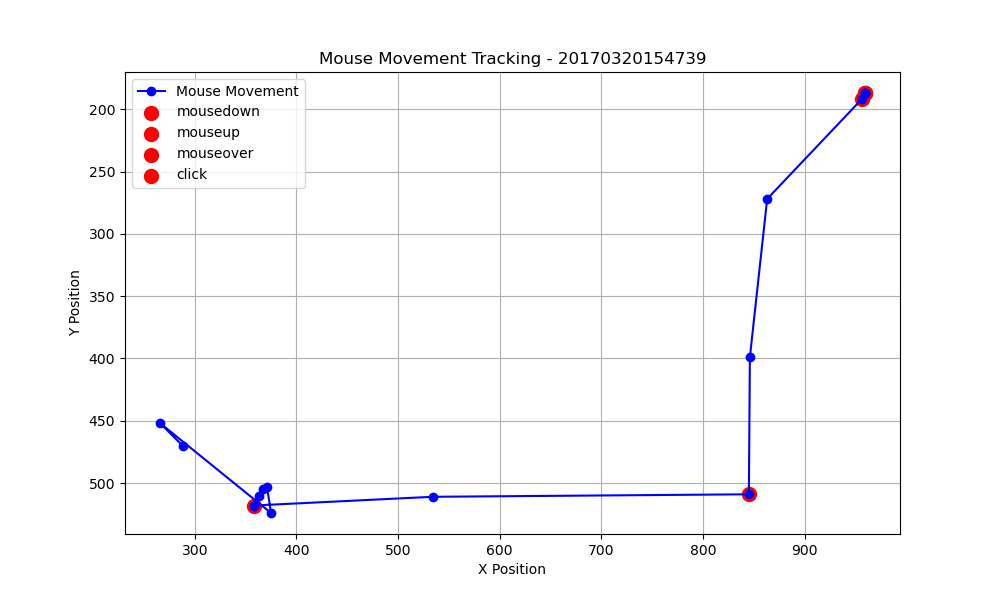 Mouse Movement Tracking - 20170320154739
Mouse Movement
mousedown
mouseup
mouseover
click
200
250
300
350
400
450
500
Y Position
300
400
500
600
700
800
900
X Position